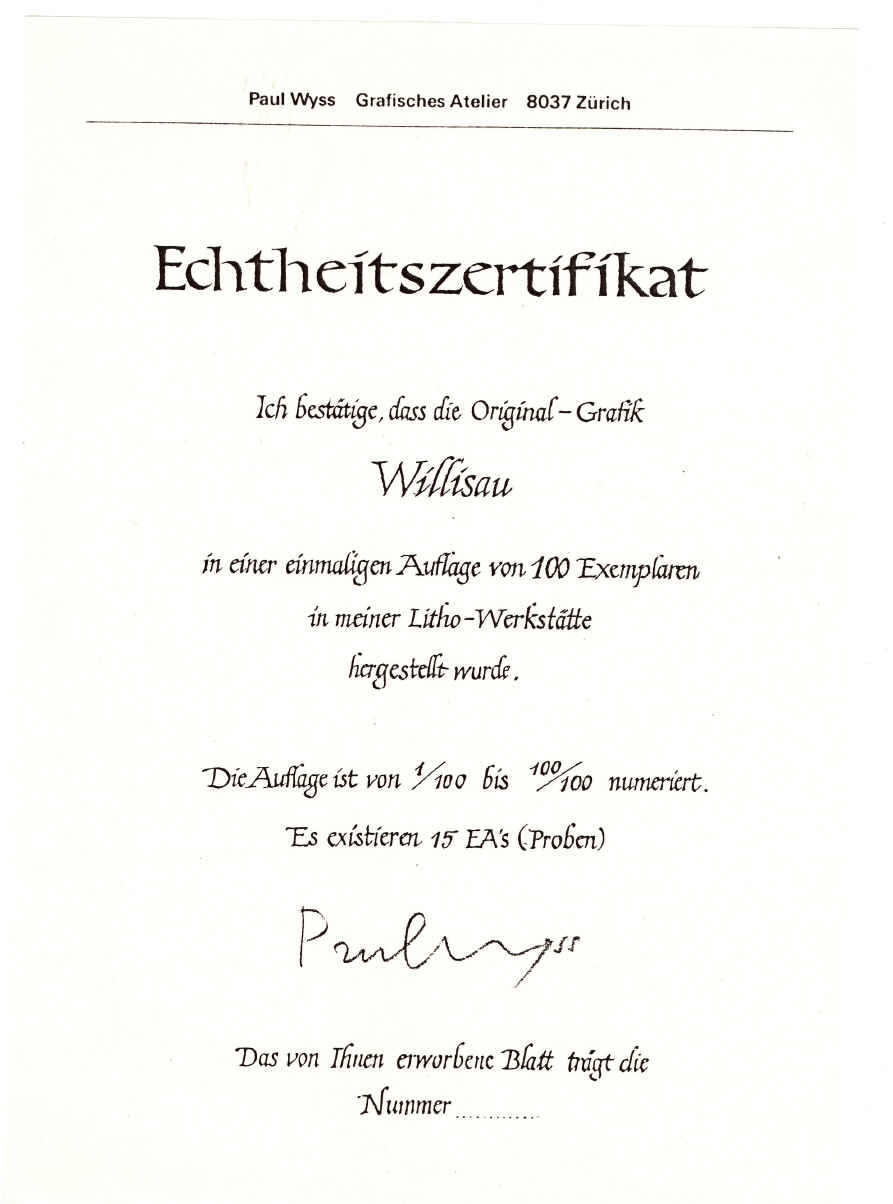 Paul Wyss Grafisches Atelier 8037 Zürich
Echtheitszertifikat
Ich bestätige, dass die Original-Grafik
Willisau
in einer einmaligen Auflage von 100 Exemplaren
in meiner Litho-Werkstätte
hergestellt wurde.
Die Auflage ist von 1/100 bis 100/100 numeriert.
Es existieren 15 EA's (Proben)
Paul Wyss
Das von Ihnen erworbene Blatt trägt die
Nummer............